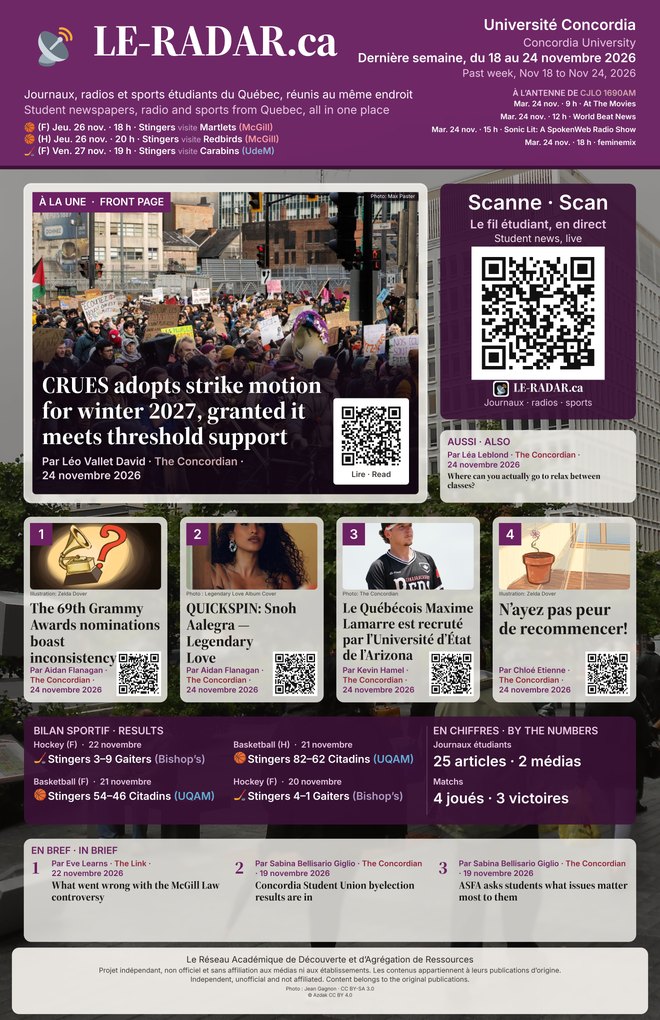 LE-RADAR.ca
Université Concordia
Concordia University
Dernière semaine, du 18 au 24 novembre 2026
Past week, Nov 18 to Nov 24, 2026
Journaux, radios et sports étudiants du Québec, réunis au même endroit
Student newspapers, radio and sports from Quebec, all in one place
(F) Jeu. 26 nov. · 18 h · Stingers visite Martlets (McGill)
(H) Jeu. 26 nov. · 20 h · Stingers visite Redbirds (McGill)
(F) Ven. 27 nov. · 19 h · Stingers visite Carabins (UdeM)
À L'ANTENNE DE CJLO 1690AM
Mar. 24 nov. · 9 h · At The Movies
Mar. 24 nov. · 12 h · World Beat News
Mar. 24 nov. · 15 h · Sonic Lit: A SpokenWeb Radio Show
Mar. 24 nov. · 18 h · feminemix
À LA UNE · FRONT PAGE
Photo: Max Paster
CRUES adopts strike motion
for winter 2027, granted it
meets threshold support
Par Léo Vallet David · The Concordian ·
24 novembre 2026
Lire · Read
Scanne · Scan
Le fil étudiant, en direct
Student news, live
LE-RADAR.ca
Journaux · radios · sports
AUSSI · ALSO
Par Léa Leblond · The Concordian ·
24 novembre 2026
Where can you actually go to relax between
classes?
1
Illustration: Zelda Dover
The 69th Grammy
Awards nominations
boast
inconsistency
Par Aidan Flanagan ·
The Concordian ·
24 novembre 2026
2
Photo : Legendary Love Album Cover
QUICKSPIN: Snoh
Aalegra —
Legendary
Love
Par Aidan Flanagan ·
The Concordian ·
24 novembre 2026
3
Photo: The Concordian
Le Québécois Maxime
Lamarre est recruté
par l'Université d'État
de l'Arizona
Par Kevin Hamel ·
The Concordian ·
24 novembre 2026
4
Illustration: Zelda Dover
N'ayez pas peur
de recommencer!
Par Chloé Etienne ·
The Concordian ·
24 novembre 2026
BILAN SPORTIF · RESULTS
Hockey (F) · 22 novembre
Stingers 3–9 Gaiters (Bishop's)
Basketball (H) · 21 novembre
Stingers 82–62 Citadins (UQAM)
Basketball (F) · 21 novembre
Stingers 54–46 Citadins (UQAM)
Hockey (F) · 20 novembre
Stingers 4–1 Gaiters (Bishop's)
EN CHIFFRES · BY THE NUMBERS
Journaux étudiants
25 articles · 2 médias
Matchs
4 joués · 3 victoires
EN BREF · IN BRIEF
1
Par Eve Learns · The Link ·
22 novembre 2026
What went wrong with the McGill Law
controversy
2
Par Sabina Bellisario Giglio · The Concordian
· 19 novembre 2026
Concordia Student Union byelection
results are in
3
Par Sabina Bellisario Giglio · The Concordian
· 19 novembre 2026
ASFA asks students what issues matter
most to them
Le Réseau Académique de Découverte et d'Agrégation de Ressources
Projet indépendant, non officiel et sans affiliation aux médias ni aux établissements. Les contenus appartiennent à leurs publications d'origine.
Independent, unofficial and not affiliated. Content belongs to the original publications.
Photo : Jean Gagnon · CC BY-SA 3.0
© Azdak CC BY 4.0